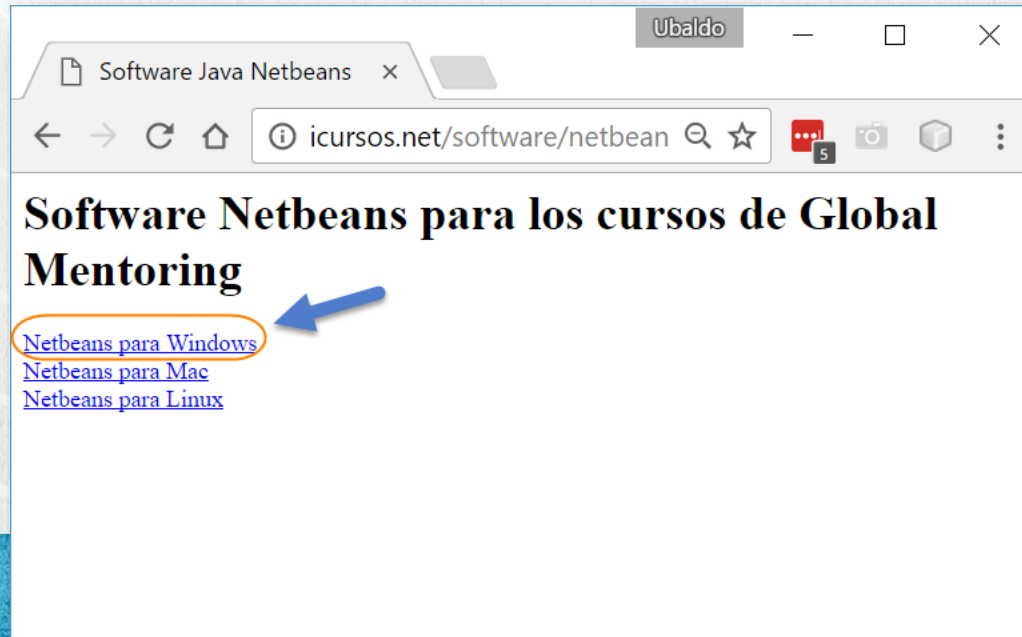 Ubaldo
Software Java Netbeans
icursos.net/software/netbean
5
Software Netbeans para los cursos de Global
Mentoring
Netbeans para Windows
Netbeans para Mac
Netbeans para Linux